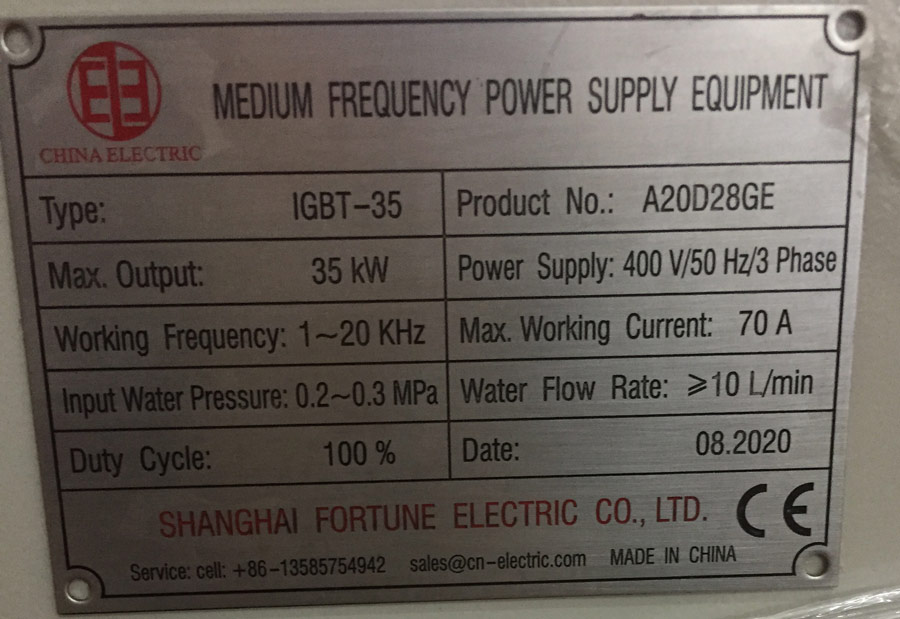 MEDIUM FREQUENCY POWER SUPPLY EQUIPMENT
CHINA ELECTRIC
Type: IGBT-35 Product No.: A20D28GE
Max. Output: 35 kW Power Supply: 400 V/50 Hz/3 Phase
Working Frequency: 1~20 KHz Max. Working Current: 70 A
Input Water Pressure: 0.2~0.3 MPa Water Flow Rate: ⩾10 L/min
Duty Cycle: 100 % Date: 08.2020
SHANGHAI FORTUNE ELECTRIC CO., LTD. CE
Service: cell: +86-13585754942 sales@cn-electric.com MADE IN CHINA